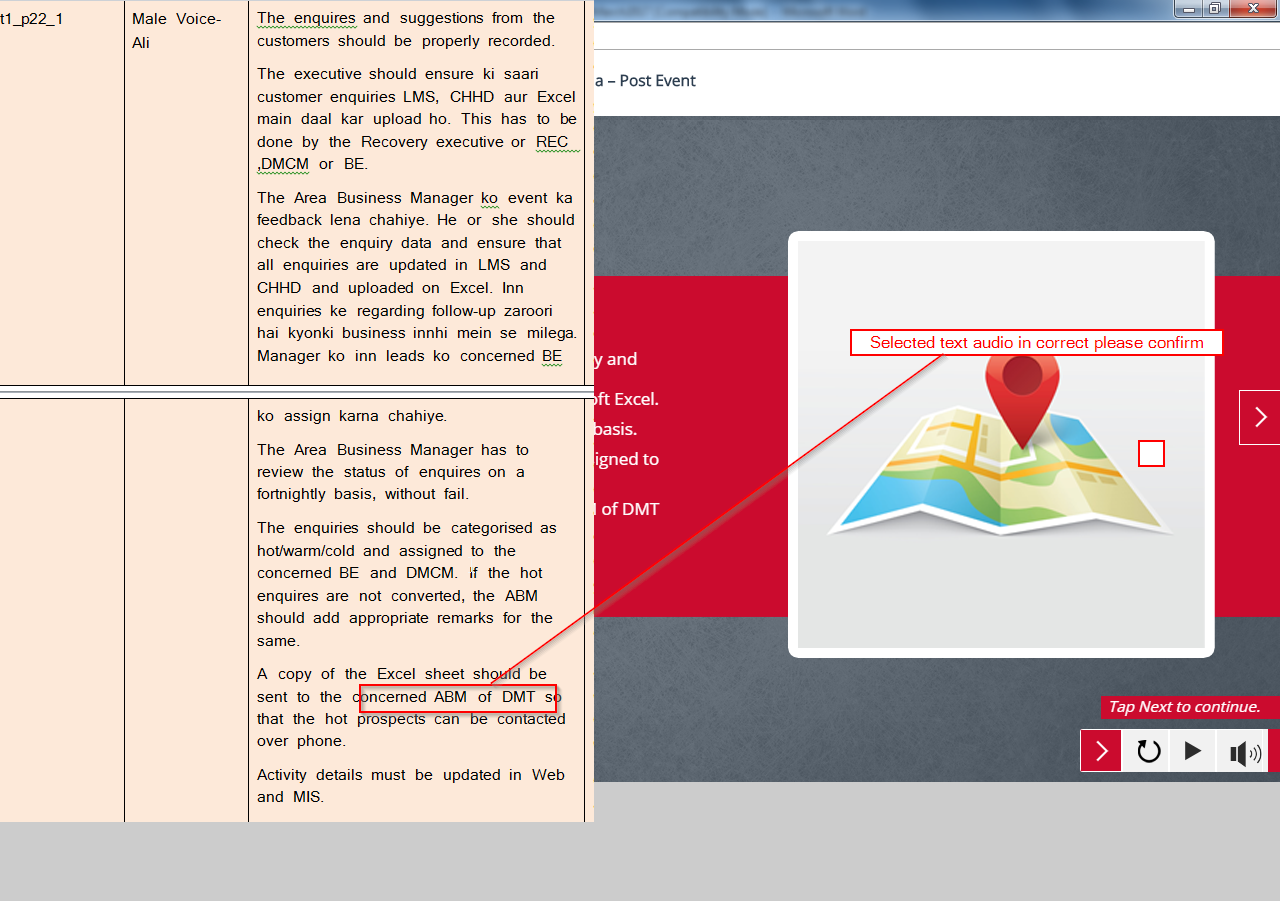 t1_p22_1
Male Voice-
Ali
The enquires and suggestions from the
customers should be properly recorded.
The executive should ensure ki saari
customer enquiries LMS, CHHD aur Excel
main daal kar upload ho. This has to be
done by the Recovery executive or REC
,DMCM or BE.
The Area Business Manager ko event ka
feedback lena chahiye. He or she should
check the enquiry data and ensure that
all enquiries are updated in LMS and
CHHD and uploaded on Excel. Inn
enquiries ke regarding follow-up zaroori
hai kyonki business innhi mein se milega.
Manager ko inn leads ko concerned BE
ko assign karna chahiye.
The Area Business Manager has to
review the status of enquires on a
fortnightly basis, without fail.
The enquiries should be categorised as
hot/warm/cold and assigned to the
concerned BE and DMCM. If the hot
enquires are not converted, the ABM
should add appropriate remarks for the
same.
A copy of the Excel sheet should be
sent to the concerned ABM of DMT so
that the hot prospects can be contacted
over phone.
Activity details must be updated in Web
and MIS.
a – Post Event
Selected text audio in correct please confirm
y and
oft Excel.
basis.
igned to
l of DMT
Tap Next to continue.